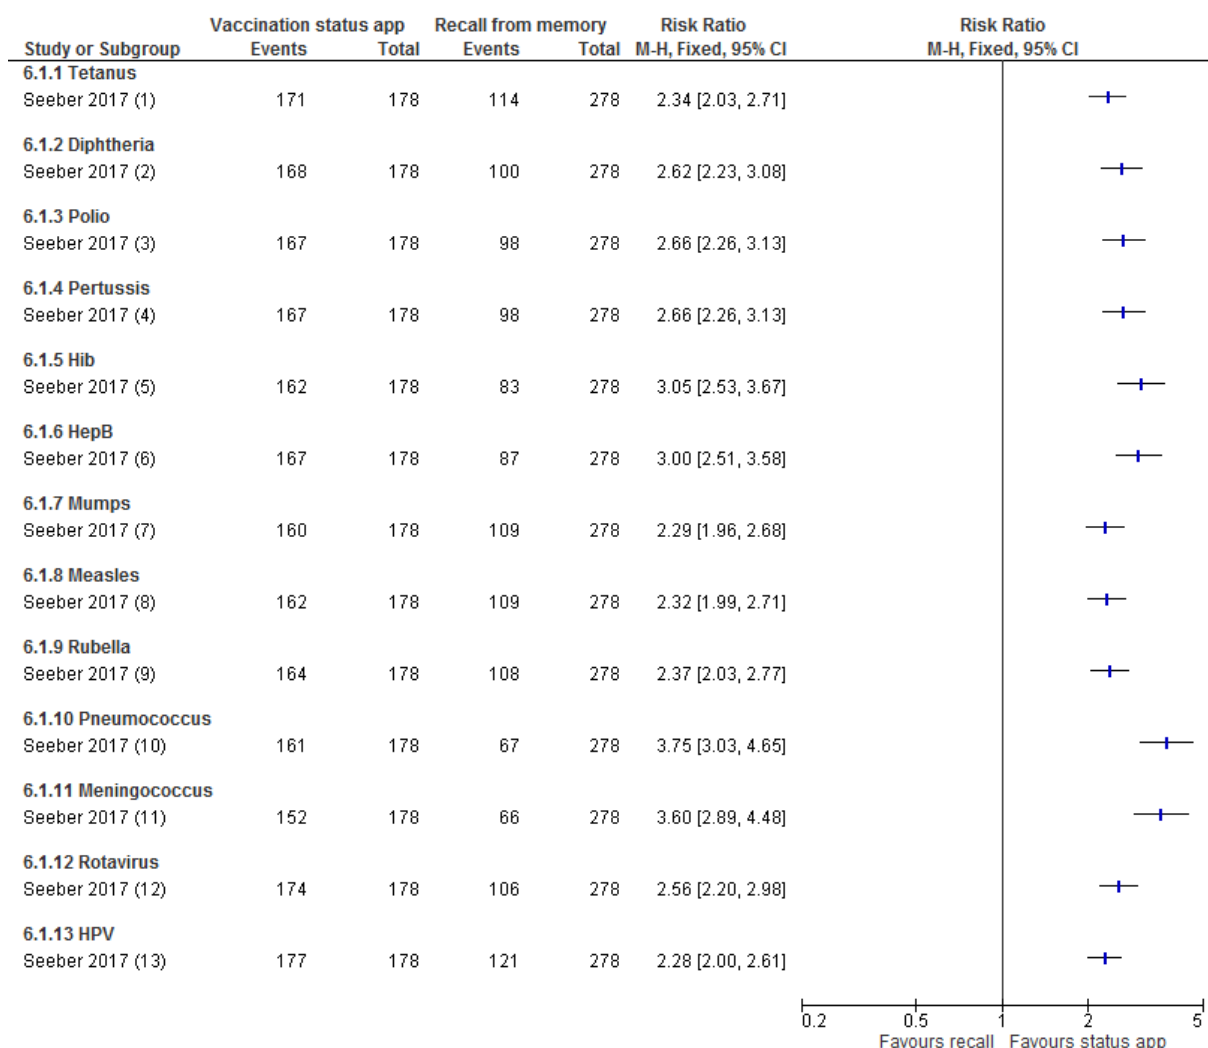 Vaccination status app Recall from memory Risk Ratio Risk Ratio
Study or Subgroup Events Total Events Total M-H, Fixed, 95% CI M-H, Fixed, 95% CI
6.1.1 Tetanus
Seeber 2017 (1) 171 178 114 278 2.34 [2.03, 2.71]
6.1.2 Diphtheria
Seeber 2017 (2) 168 178 100 278 2.62 [2.23, 3.08]
6.1.3 Polio
Seeber 2017 (3) 167 178 98 278 2.66 [2.26, 3.13]
6.1.4 Pertussis
Seeber 2017 (4) 167 178 98 278 2.66 [2.26, 3.13]
6.1.5 Hib
Seeber 2017 (5) 162 178 83 278 3.05 [2.53, 3.67]
6.1.6 HepB
Seeber 2017 (6) 167 178 87 278 3.00 [2.51, 3.58]
6.1.7 Mumps
Seeber 2017 (7) 160 178 109 278 2.29 [1.96, 2.68]
6.1.8 Measles
Seeber 2017 (8) 162 178 109 278 2.32 [1.99, 2.71]
6.1.9 Rubella
Seeber 2017 (9) 164 178 108 278 2.37 [2.03, 2.77]
6.1.10 Pneumococcus
Seeber 2017 (10) 161 178 67 278 3.75 [3.03, 4.65]
6.1.11 Meningococcus
Seeber 2017 (11) 152 178 66 278 3.60 [2.89, 4.48]
6.1.12 Rotavirus
Seeber 2017 (12) 174 178 106 278 2.56 [2.20, 2.98]
6.1.13 HPV
Seeber 2017 (13) 177 178 121 278 2.28 [2.00, 2.61]
0.2 0.5 1 2 5
Favours recall Favours status app